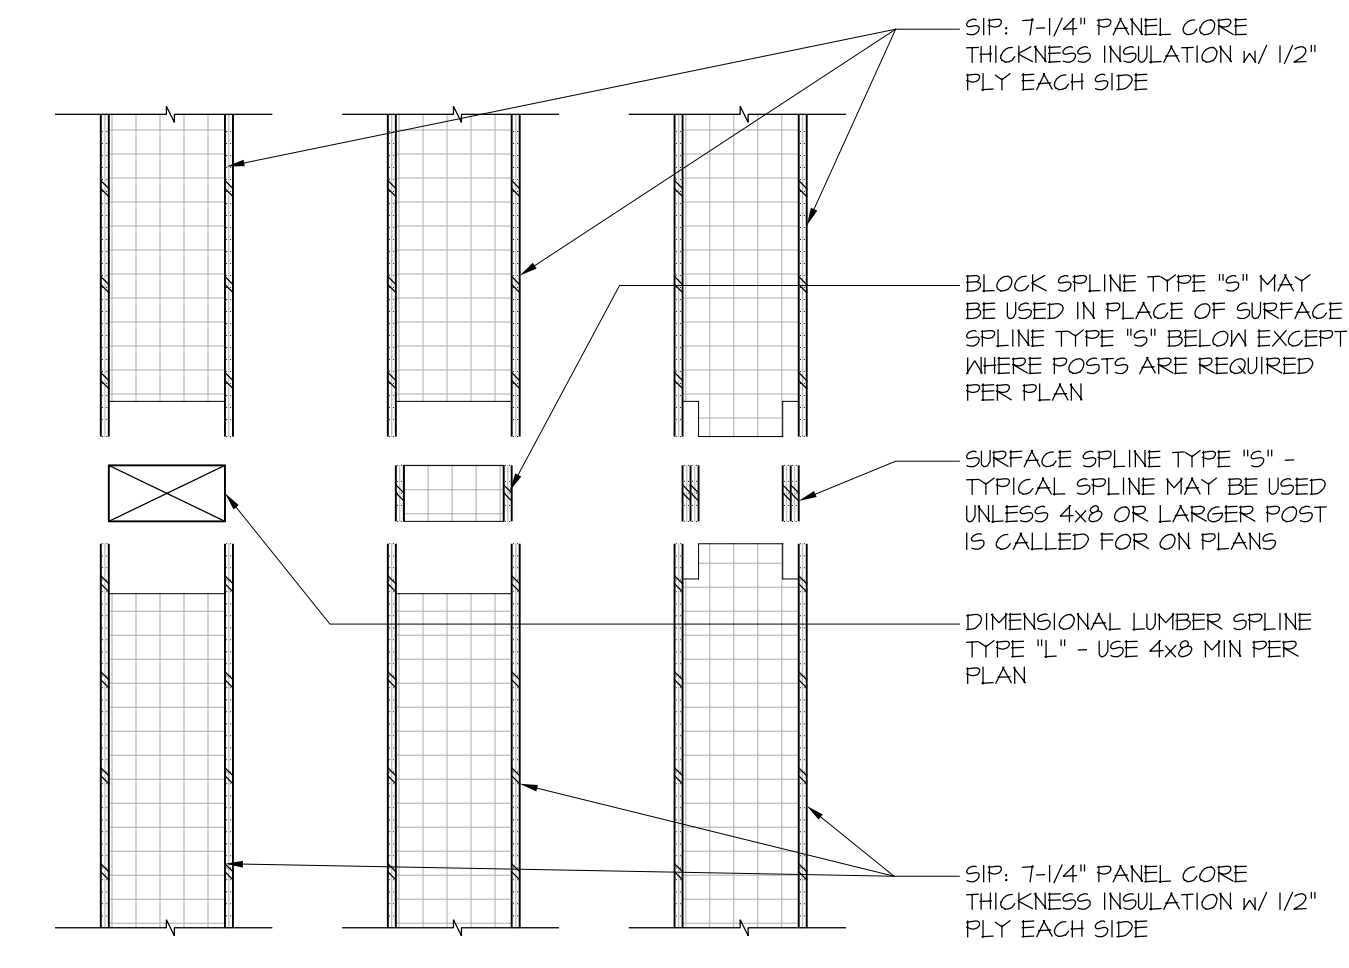 SIP: 7-1/4" PANEL CORE
THICKNESS INSULATION w/ 1/2"
PLY EACH SIDE
BLOCK SPLINE TYPE "S" MAY
BE USED IN PLACE OF SURFACE
SPLINE TYPE "S" BELOW EXCEPT
WHERE POSTS ARE REQUIRED
PER PLAN
SURFACE SPLINE TYPE "S" -
TYPICAL SPLINE MAY BE USED
UNLESS 4x8 OR LARGER POST
IS CALLED FOR ON PLANS
DIMENSIONAL LUMBER SPLINE
TYPE "L" - USE 4x8 MIN PER
PLAN
SIP: 7-1/4" PANEL CORE
THICKNESS INSULATION w/ 1/2"
PLY EACH SIDE